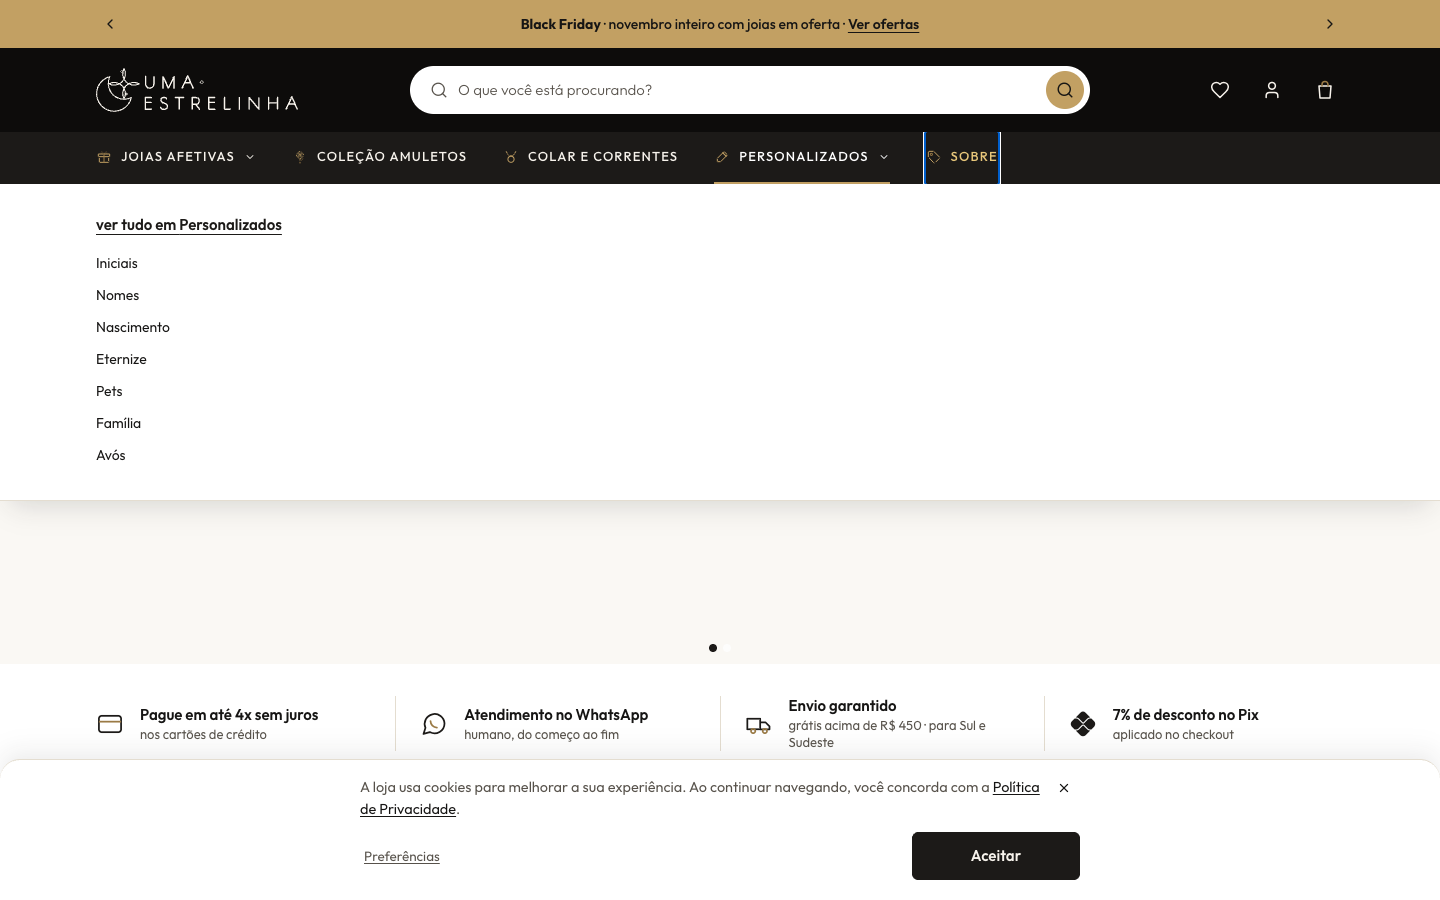 Black Friday · novembro inteiro com joias em oferta · Ver ofertas
UMA
ESTRELINHA
O que você está procurando?
JOIAS AFETIVAS
COLEÇÃO AMULETOS
COLAR E CORRENTES
PERSONALIZADOS
SOBRE
ver tudo em Personalizados
Iniciais
Nomes
Nascimento
Eternize
Pets
Família
Avós
Pague em até 4x sem juros
nos cartões de crédito
Atendimento no WhatsApp
humano, do começo ao fim
Envio garantido
grátis acima de R$ 450 · para Sul e
Sudeste
7% de desconto no Pix
aplicado no checkout
A loja usa cookies para melhorar a sua experiência. Ao continuar navegando, você concorda com a Política
de Privacidade.
Preferências
Aceitar